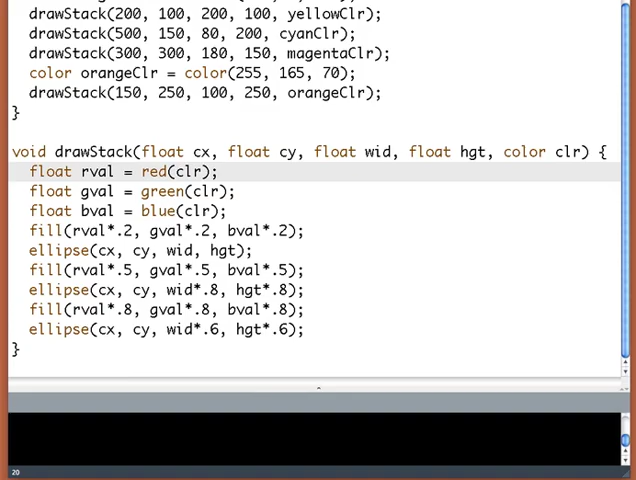 drawStack(200, 100, 200, 100, yellowClr);
drawStack(500, 150, 80, 200, cyanClr);
drawStack(300, 300, 180, 150, magentaClr);
color orangeClr = color(255, 165, 70);
drawStack(150, 250, 100, 250, orangeClr);
}
void drawStack(float cx, float cy, float wid, float hgt, color clr) {
float rval = red(clr);
float gval = green(clr);
float bval = blue(clr);
fill(rval*.2, gval*.2, bval*.2);
ellipse(cx, cy, wid, hgt);
fill(rval*.5, gval*.5, bval*.5);
ellipse(cx, cy, wid*.8, hgt*.8);
fill(rval*.8, gval*.8, bval*.8);
ellipse(cx, cy, wid*.6, hgt*.6);
}
20